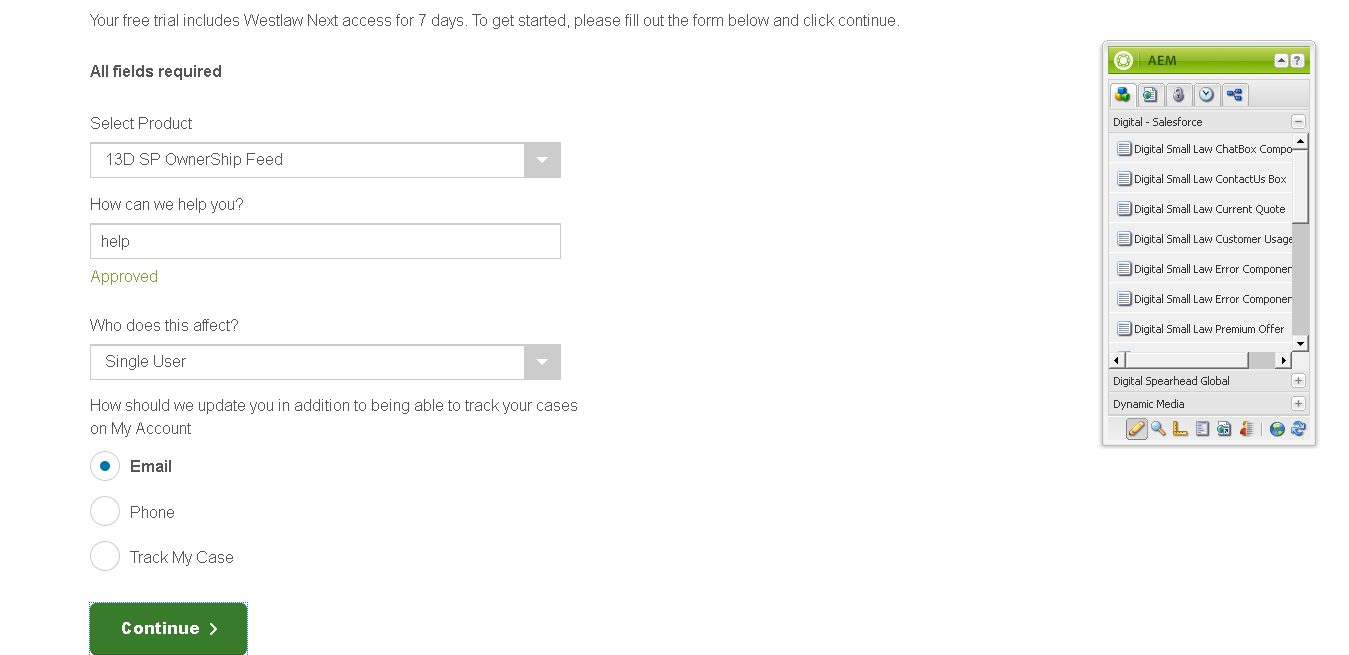 Your free trial includes Westlaw Next access for 7 days. To get started, please fill out the form below and click continue.
All fields required
Select Product
13D SP OwnerShip Feed
How can we help you?
help
Approved
Who does this affect?
Single User
How should we update you in addition to being able to track your cases
on My Account
Email
Phone
Track My Case
Continue
AEM
?
Digital - Salesforce
Digital Small Law ChatBox Compo
Digital Small Law ContactUs Box
Digital Small Law Current Quote
Digital Small Law Customer Usage
Digital Small Law Error Componen
Digital Small Law Error Componen
Digital Small Law Premium Offer
Digital Spearhead Global
Dynamic Media